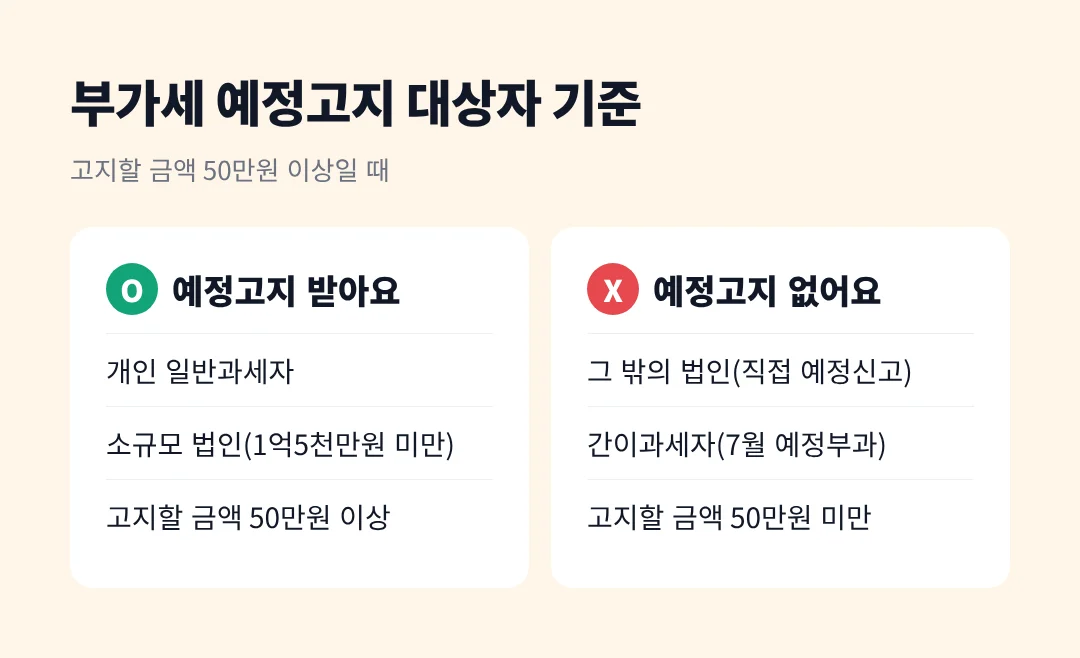 부가세 예정고지 대상자 기준
고지할 금액 50만원 이상일 때
O 예정고지 받아요
개인 일반과세자
소규모 법인(1억5천만원 미만)
고지할 금액 50만원 이상
X 예정고지 없어요
그 밖의 법인(직접 예정신고)
간이과세자(7월 예정부과)
고지할 금액 50만원 미만